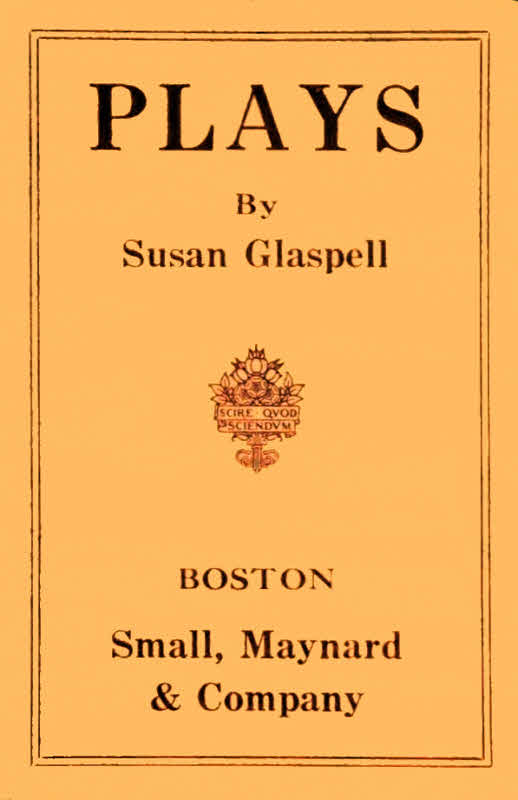 PLAYS
By
Susan Glaspell
SCIRE · QVOD
SCIENDVM
BOSTON
Small, Maynard
& Company